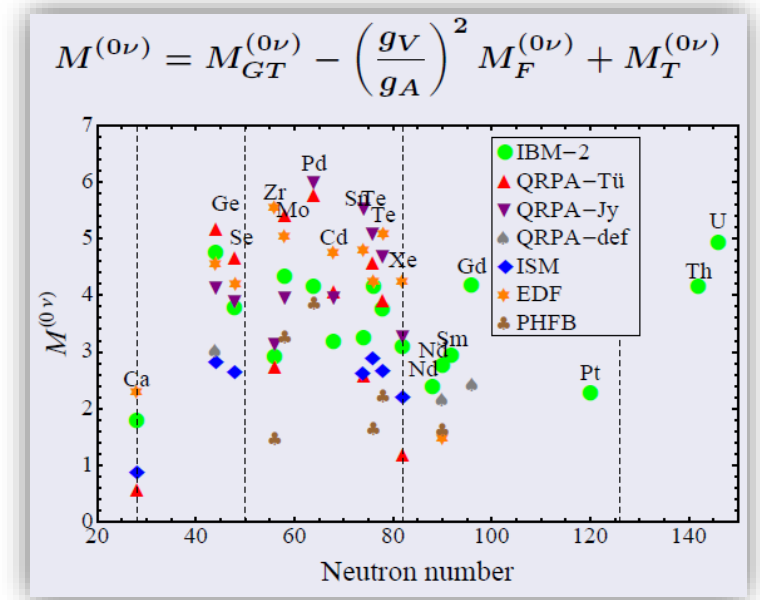 M^{(0ν)} = M_{GT}^{(0ν)} − (g_V / g_A)^2 M_F^{(0ν)} + M_T^{(0ν)}
7
6
5
4
3
2
1
0
M^{(0ν)}
Ca
Ge
Se
Zr
Mo
Pd
Cd
Sn
Te
Te
Xe
Nd
Nd
Sm
Gd
Pt
Th
U
IBM−2
QRPA−Tü
QRPA−Jy
QRPA−def
ISM
EDF
PHFB
20 40 60 80 100 120 140
Neutron number